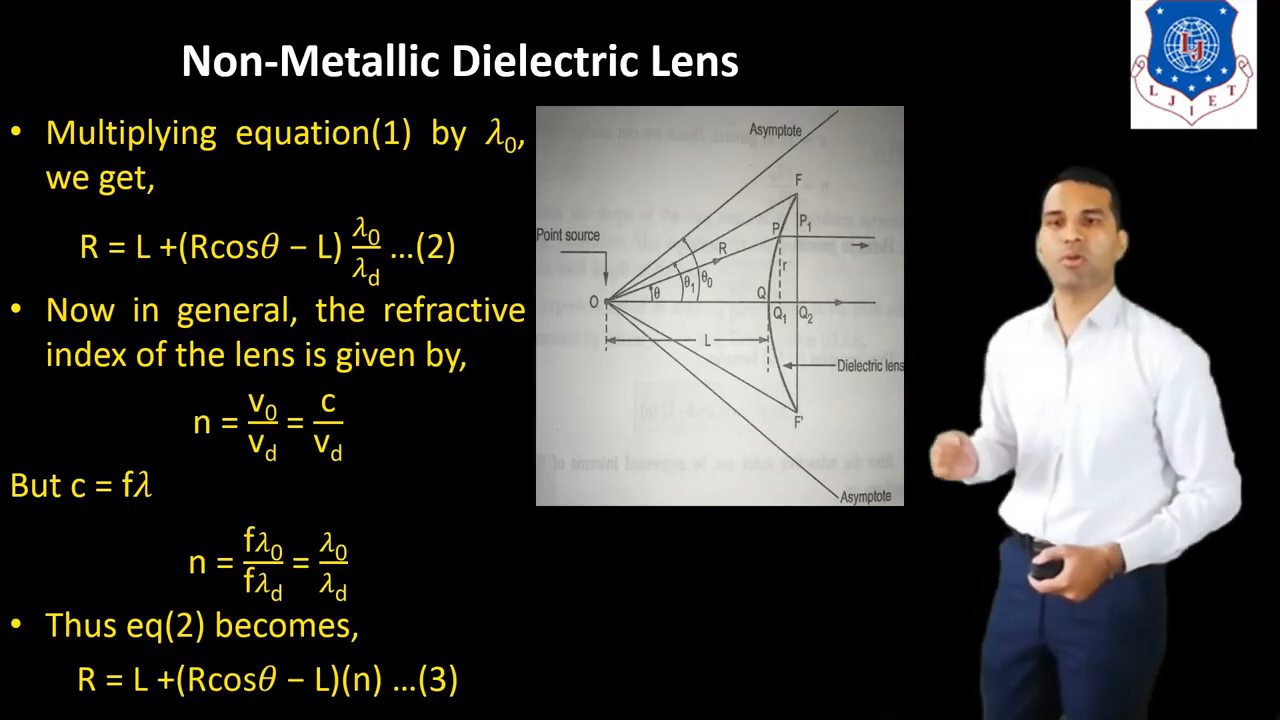 Non-Metallic Dielectric Lens
• Multiplying equation(1) by λ₀,
we get,
R = L +(Rcosθ − L) λ₀/λd ...(2)
• Now in general, the refractive
index of the lens is given by,
n = v₀/vd = c/vd
But c = fλ
n = fλ₀/fλd = λ₀/λd
• Thus eq(2) becomes,
R = L +(Rcosθ − L)(n) ...(3)
Asymptote
F
P P₁
Point source
R
r
θ θ₁ θ₀
O
Q
Q₁ Q₂
L
Dielectric lens
F'
Asymptote
LJ
LJIET